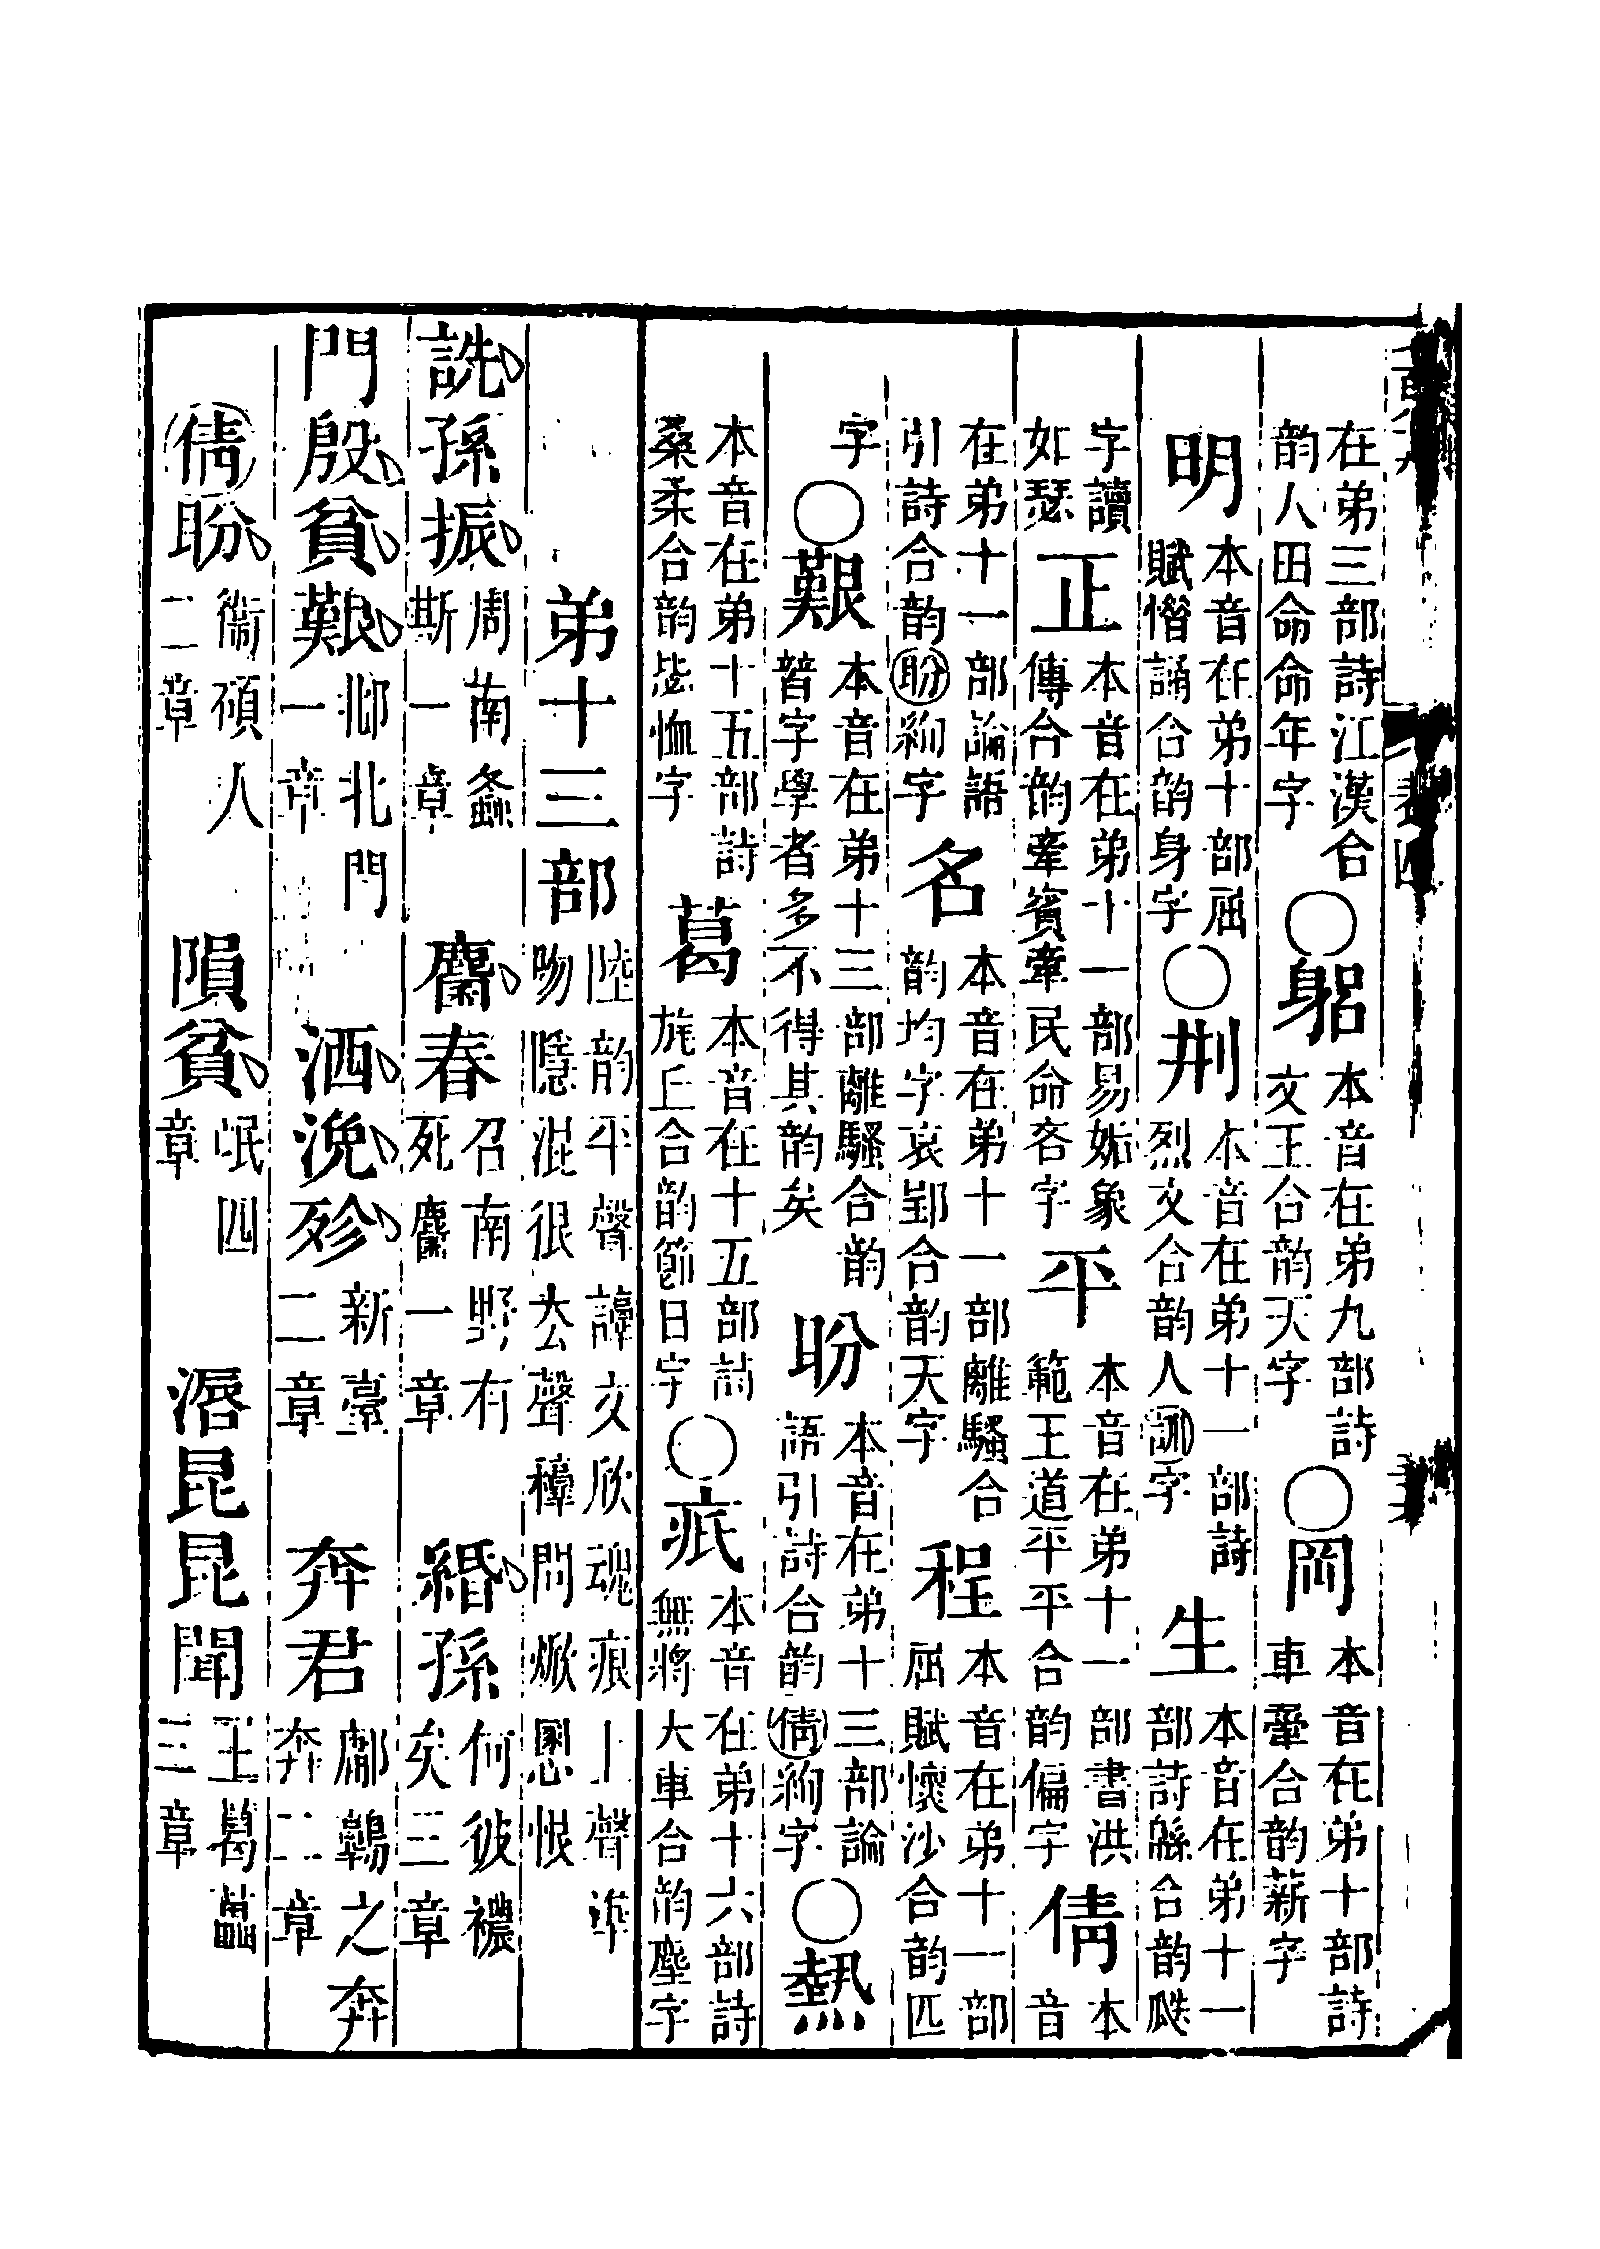 在弟三部詩江漢合韵人田命命年字○躳本音在弟九部詩文王合韵天字○岡本音在弟十部詩車舝合韵薪字
明本音在弟十部屈賦惜誦合韵身字○刑本音在弟十一部詩烈文合韵人訓字生本音在弟十一部詩緜合韵瓞
字讀如瑟正本音在弟十一部易姤象傳合韵牽賓牽民命吝字平本音在弟十一部書洪範王道平平合韵偏字倩本音
在弟十一部論語引詩合韵盼絢字名本音在弟十一部離騷合韵均字哀郢合韵天字程本音在弟十一部屈賦懷沙合韵匹
字○艱本音在弟十三部離騷合韵替字學者多不得其韵矣盼本音在弟十三部論語引詩合韵倩絢字○熱
本音在弟十五部詩桑柔合韵毖恤字葛本音在十五部詩旄丘合韵節日字○疧本音在弟十六部詩無將大車合韵塵字
弟十三部陸韵平聲諄文欣魂痕上聲準吻隱混很去聲稕問焮慁恨
詵孫振周南螽斯一章麕春召南野有死麕一章緍孫何彼襛矣三章
門殷貧艱邶北門一章洒浼殄新臺二章奔君鄘鶉之奔奔二章
倩盼衞碩人二章隕貧氓四章漘昆昆聞王葛藟三章